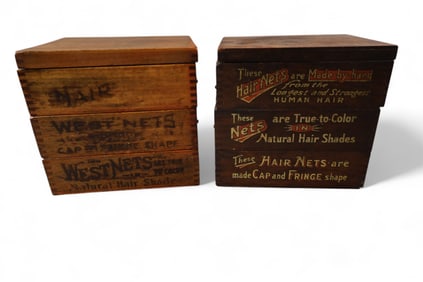 HAIR
WEST-NETS
CAP OR FRINGE SHAPE
WEST NETS
Natural Hair Shade
These
Hair Nets are Made by hand
from the
Longest and Strongest
HUMAN HAIR
These are True-to-Color
Nets IN
Natural Hair Shades
These HAIR NETS are
made CAP and FRINGE shape